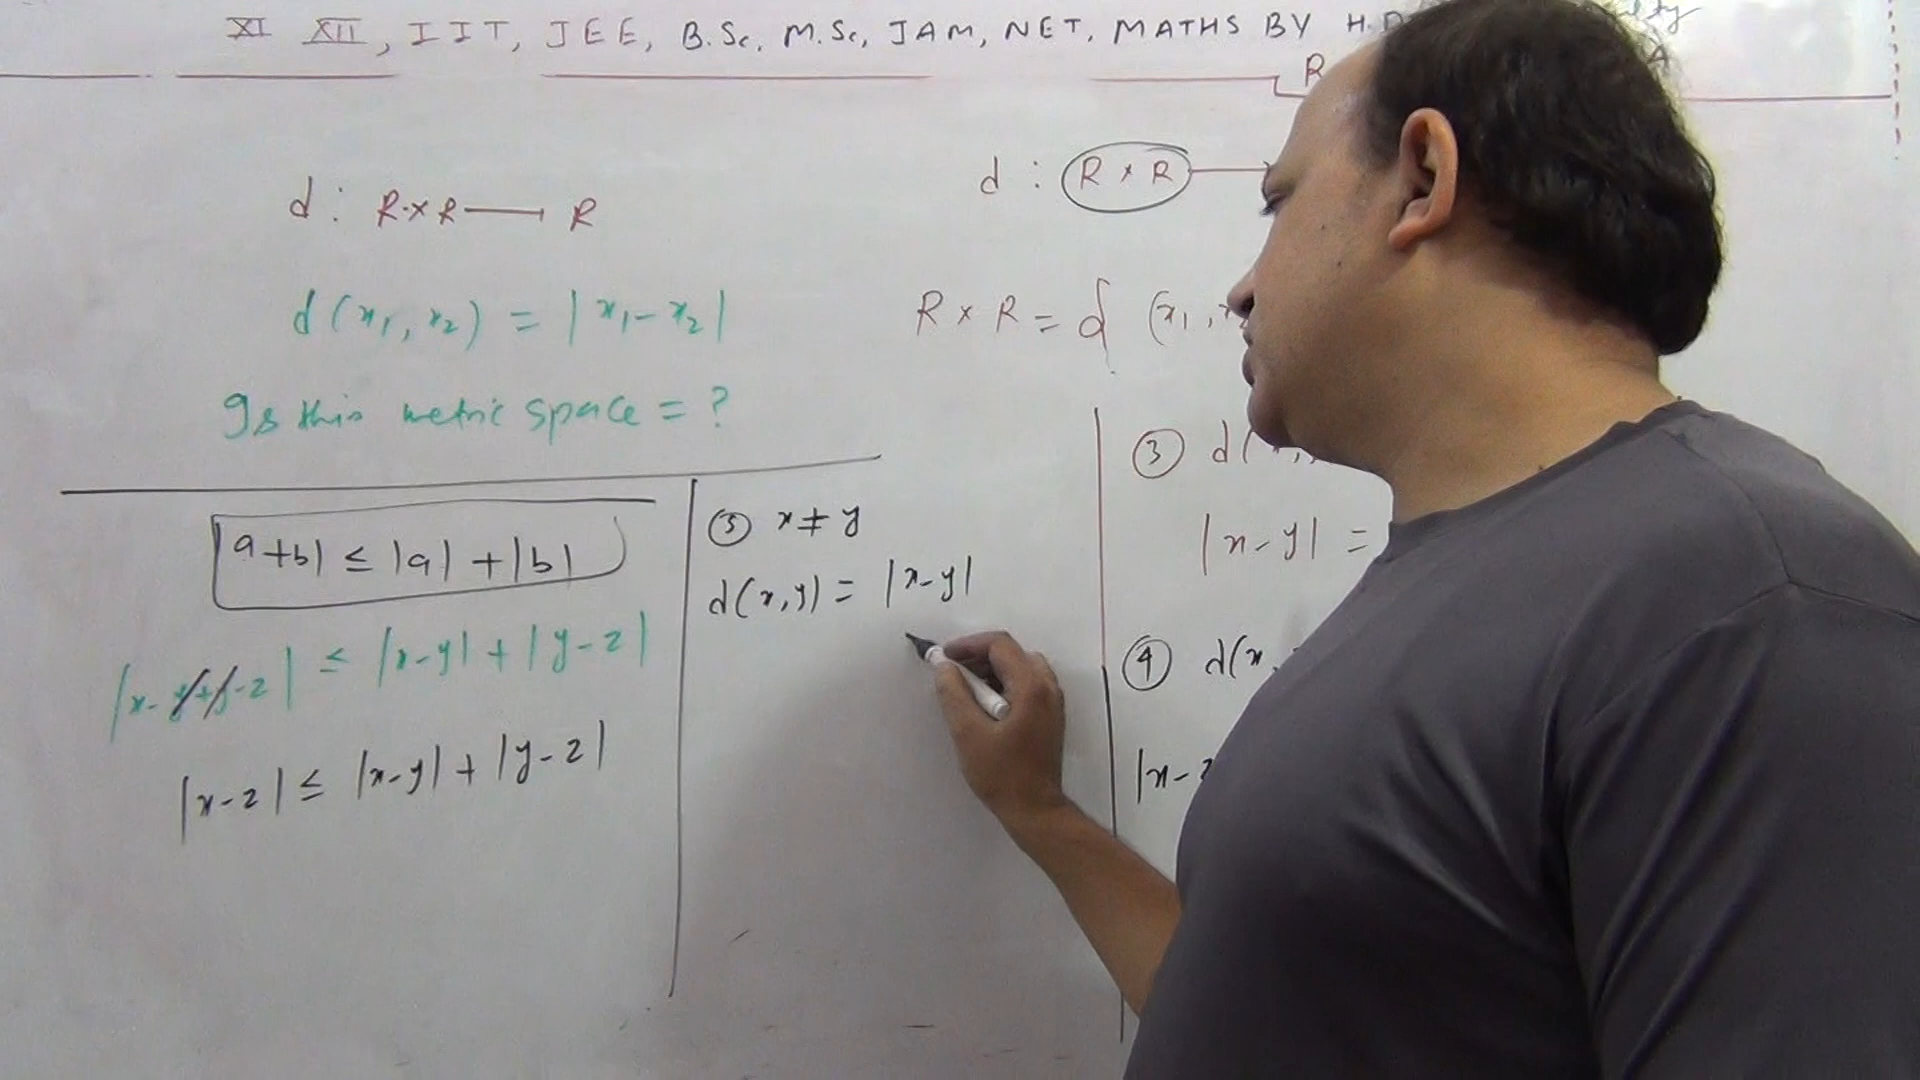 XI XII, IIT, JEE, B.Sc, M.Sc, JAM, NET, MATHS BY H.D
R
A
d : R×R ⟶ R
d(x₁, x₂) = |x₁ - x₂|
Is this metric space = ?
|a+b| ≤ |a| + |b|
|x-y+y-z| ≤ |x-y| + |y-z|
|x-z| ≤ |x-y| + |y-z|
⑤ x ≠ y
d(x,y) = |x-y|
d : R × R
R × R = { (x₁,
③ d(
|x-y| =
④ d(x,
|x-z